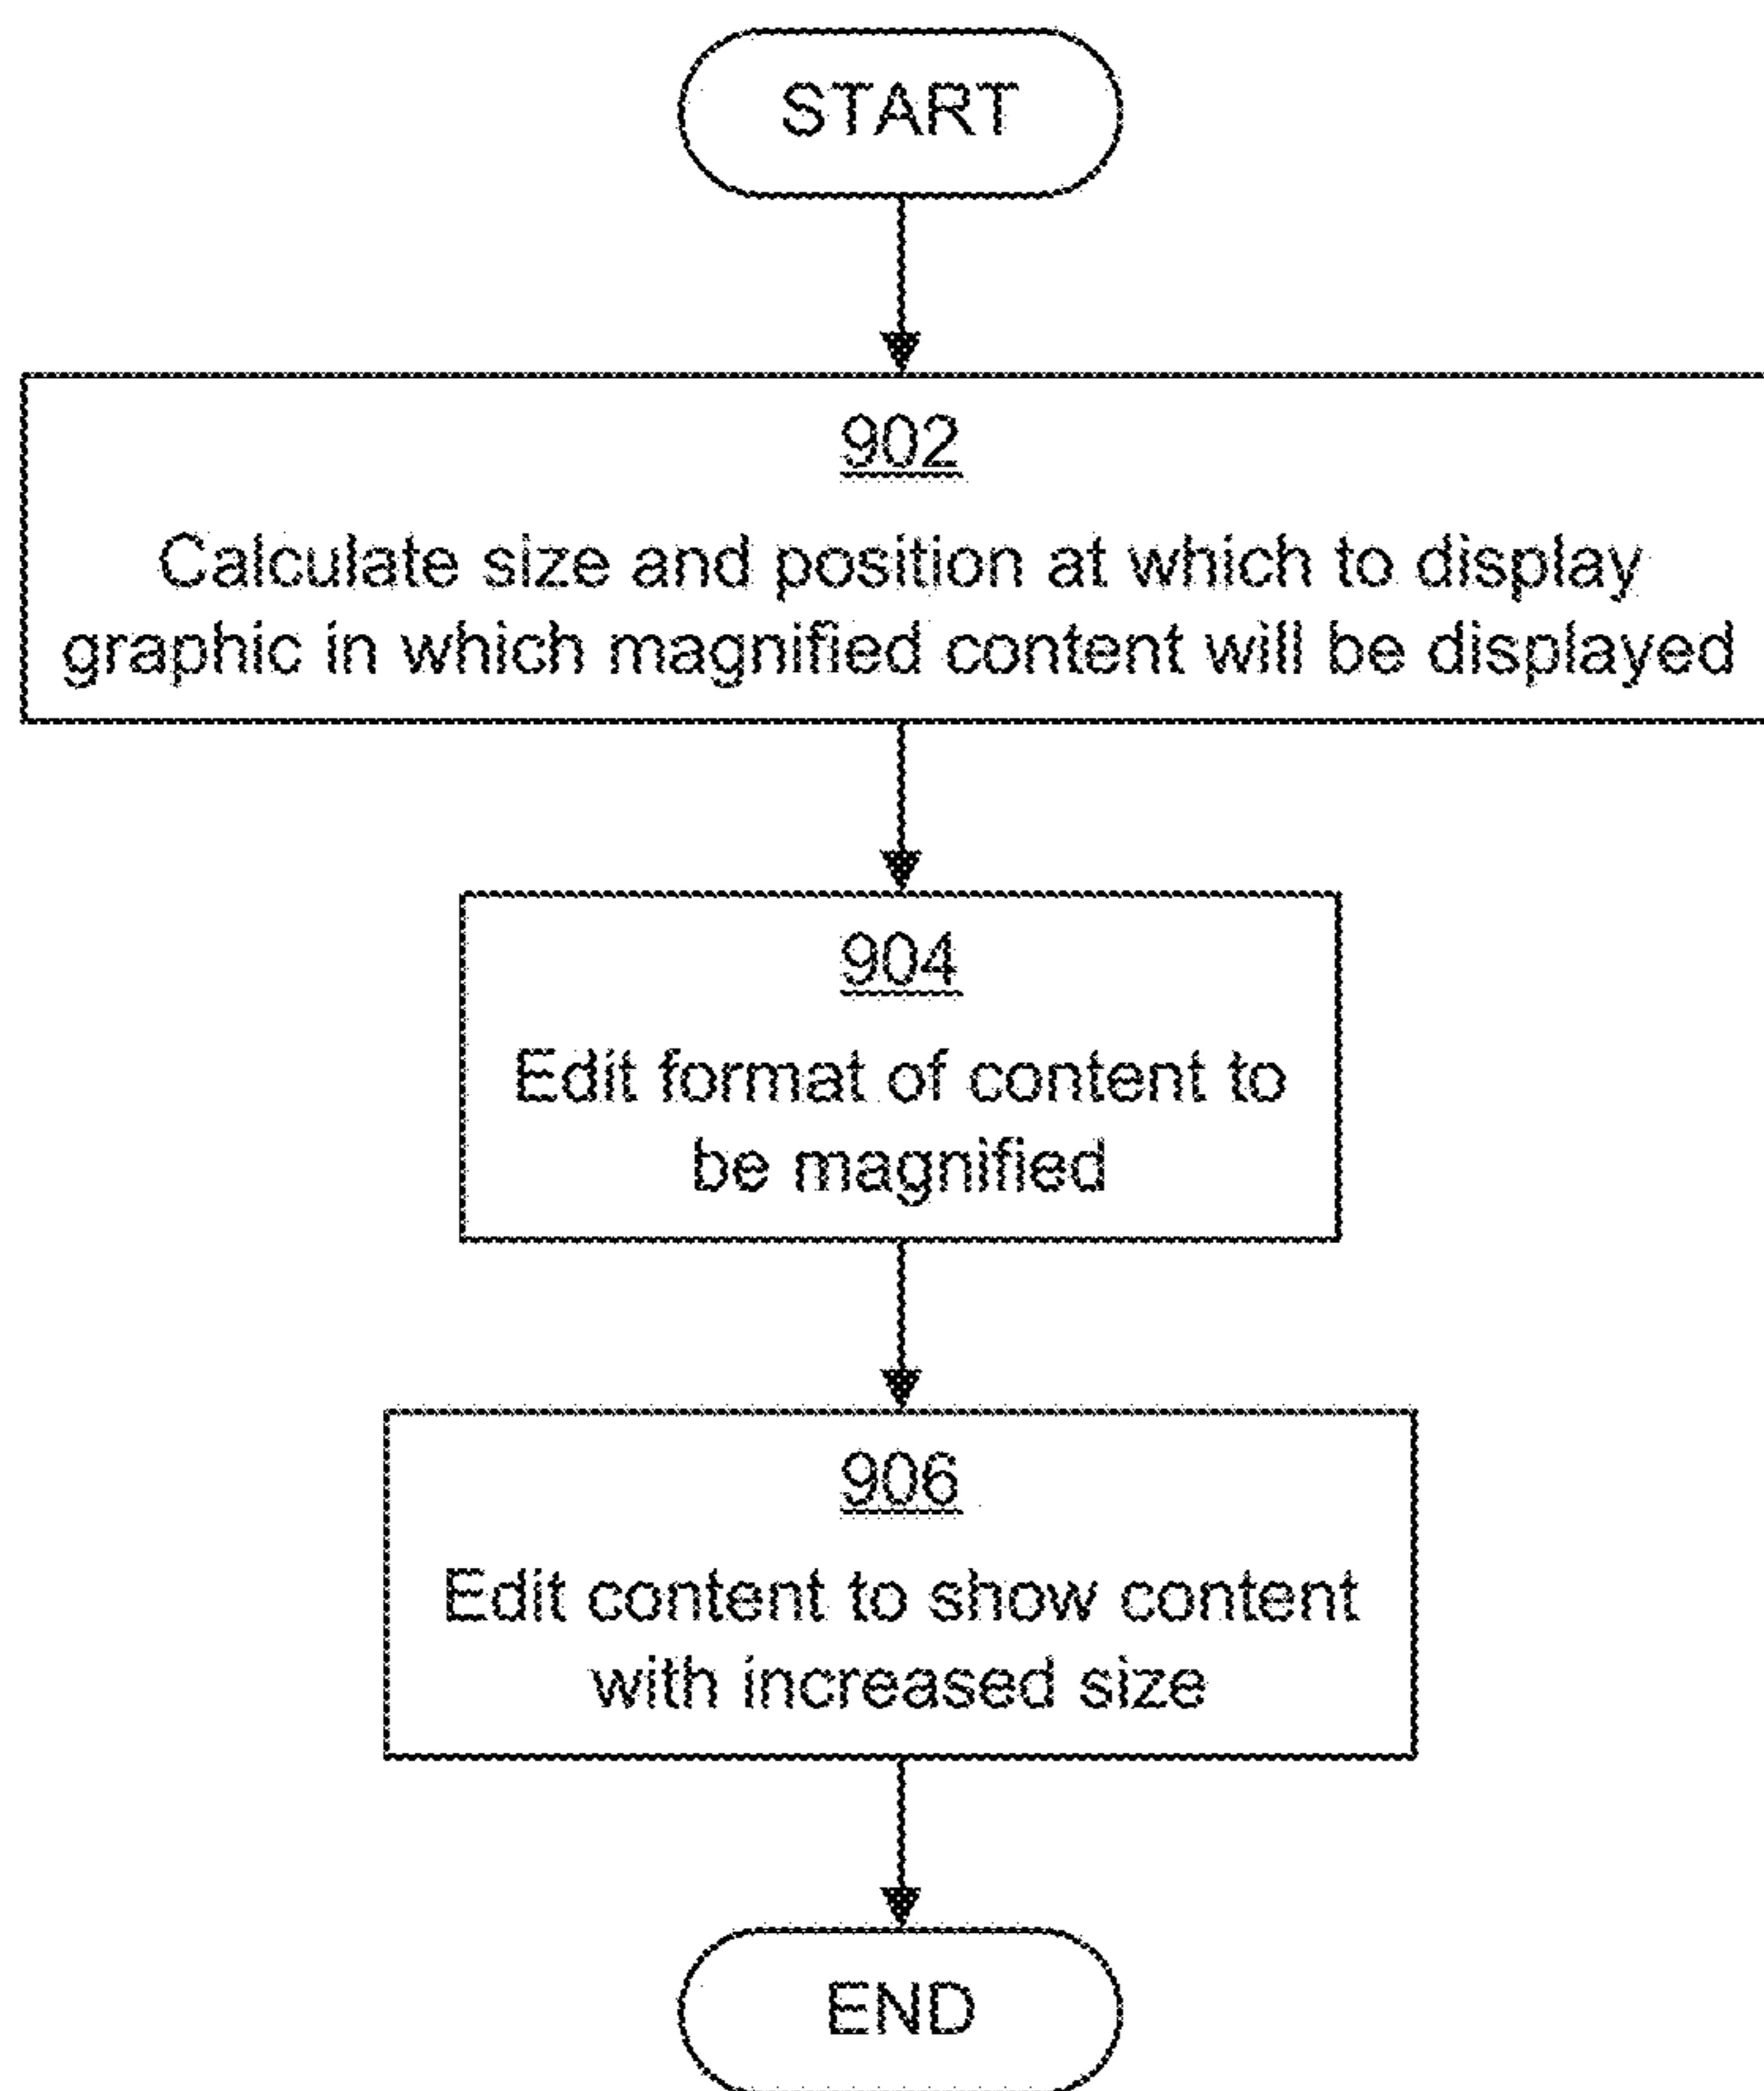 START
902
Calculate size and position at which to display
graphic in which magnified content will be displayed
904
Edit format of content to
be magnified
906
Edit content to show content
with increased size
END